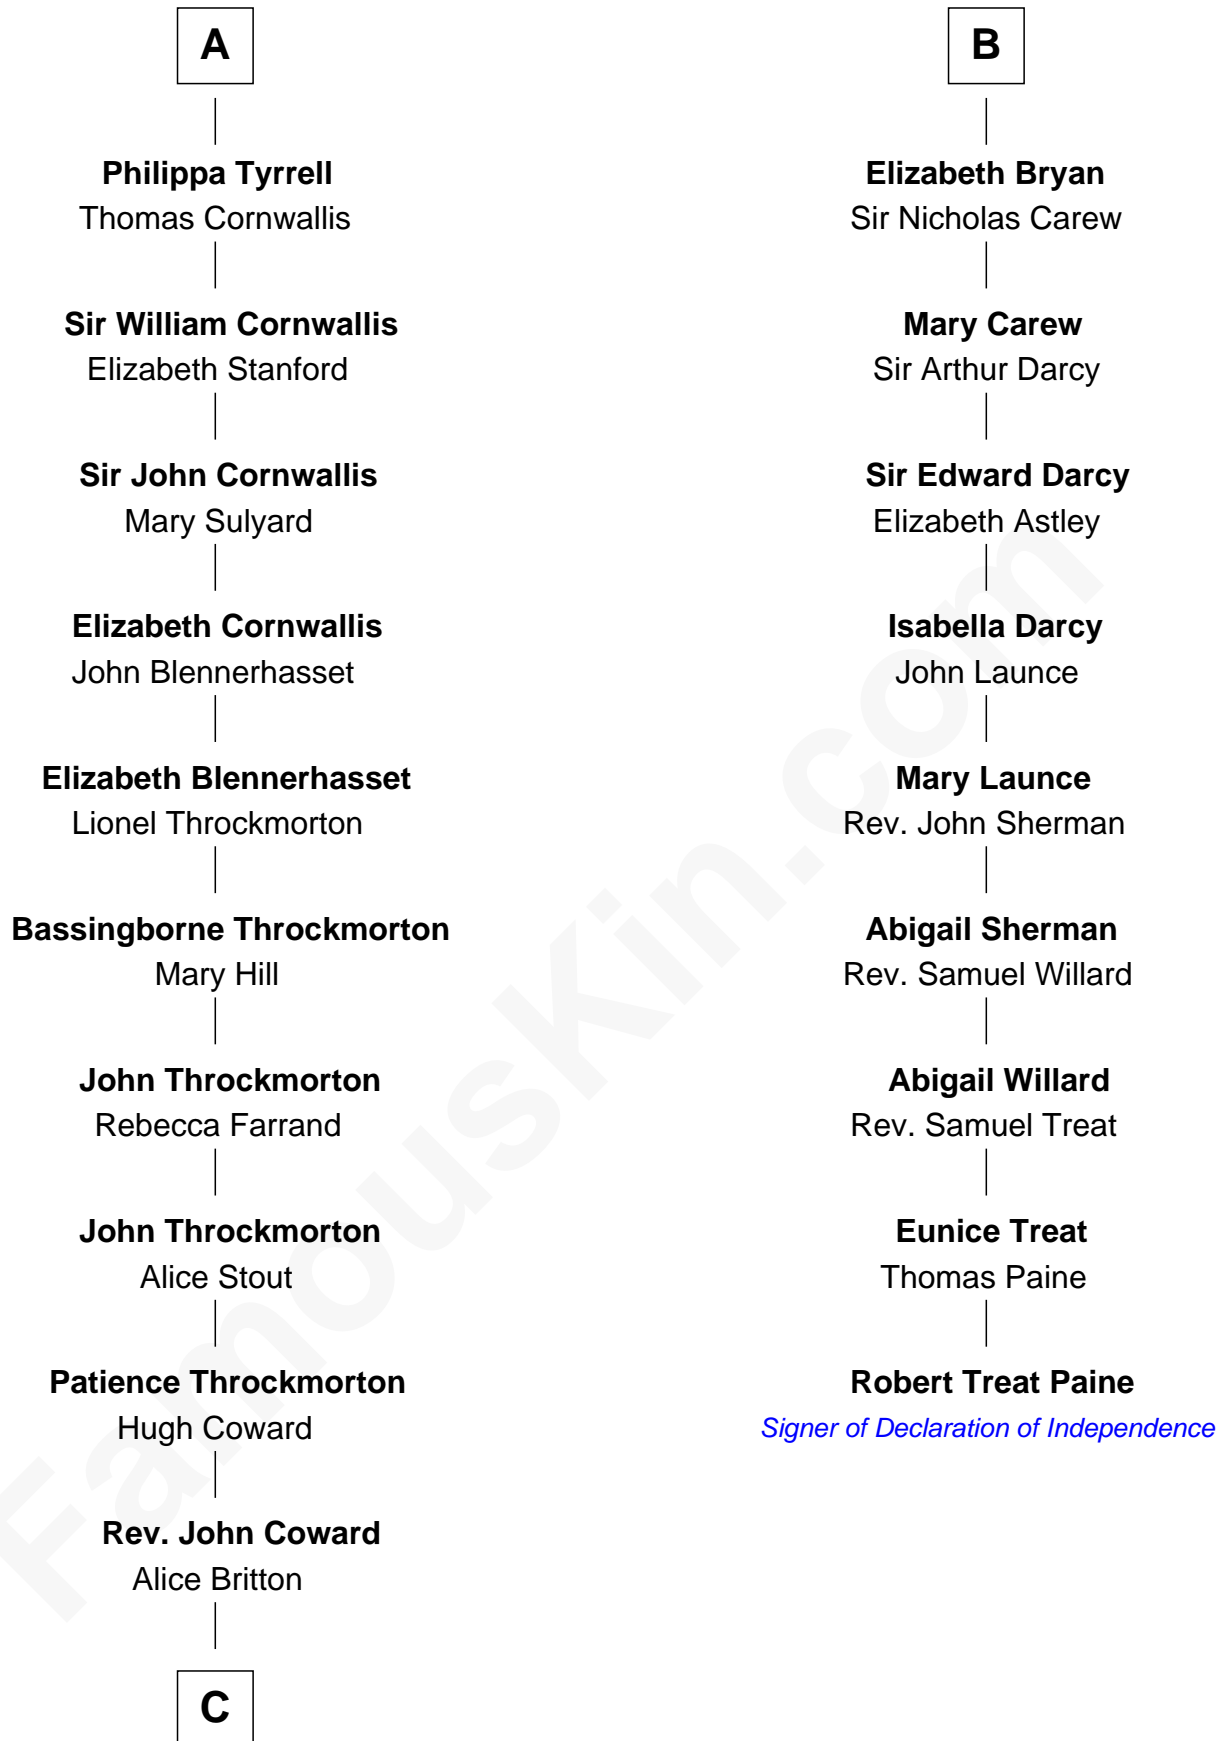 A
Philippa Tyrrell
Thomas Cornwallis
Sir William Cornwallis
Elizabeth Stanford
Sir John Cornwallis
Mary Sulyard
Elizabeth Cornwallis
John Blennerhasset
Elizabeth Blennerhasset
Lionel Throckmorton
Bassingborne Throckmorton
Mary Hill
John Throckmorton
Rebecca Farrand
John Throckmorton
Alice Stout
Patience Throckmorton
Hugh Coward
Rev. John Coward
Alice Britton
C
B
Elizabeth Bryan
Sir Nicholas Carew
Mary Carew
Sir Arthur Darcy
Sir Edward Darcy
Elizabeth Astley
Isabella Darcy
John Launce
Mary Launce
Rev. John Sherman
Abigail Sherman
Rev. Samuel Willard
Abigail Willard
Rev. Samuel Treat
Eunice Treat
Thomas Paine
Robert Treat Paine
Signer of Declaration of Independence
FamousKin.com